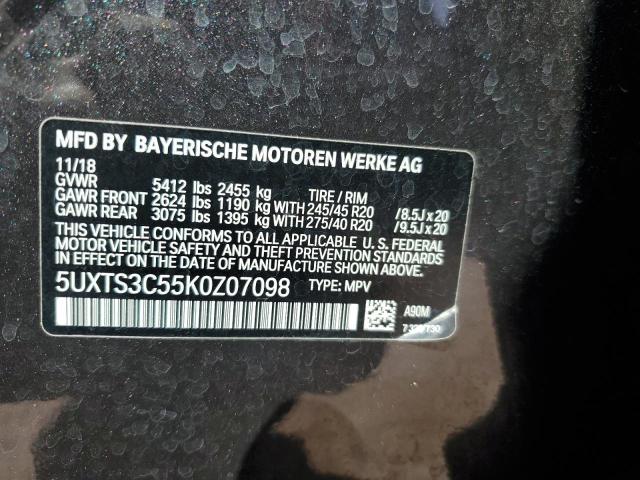 MFD BY BAYERISCHE MOTOREN WERKE AG
11/18
GVWR 5412 lbs 2455 kg TIRE / RIM
GAWR FRONT 2624 lbs 1190 kg WITH 245/45 R20 /8.5J x 20
GAWR REAR 3075 lbs 1395 kg WITH 275/40 R20 /9.5J x 20
THIS VEHICLE CONFORMS TO ALL APPLICABLE U. S. FEDERAL
MOTOR VEHICLE SAFETY, BUMPER, AND THEFT PREVENTION STANDARDS
IN EFFECT ON THE DATE OF MANUFACTURE SHOWN ABOVE.
5UXTS3C55K0Z07098 TYPE: MPV
A90M